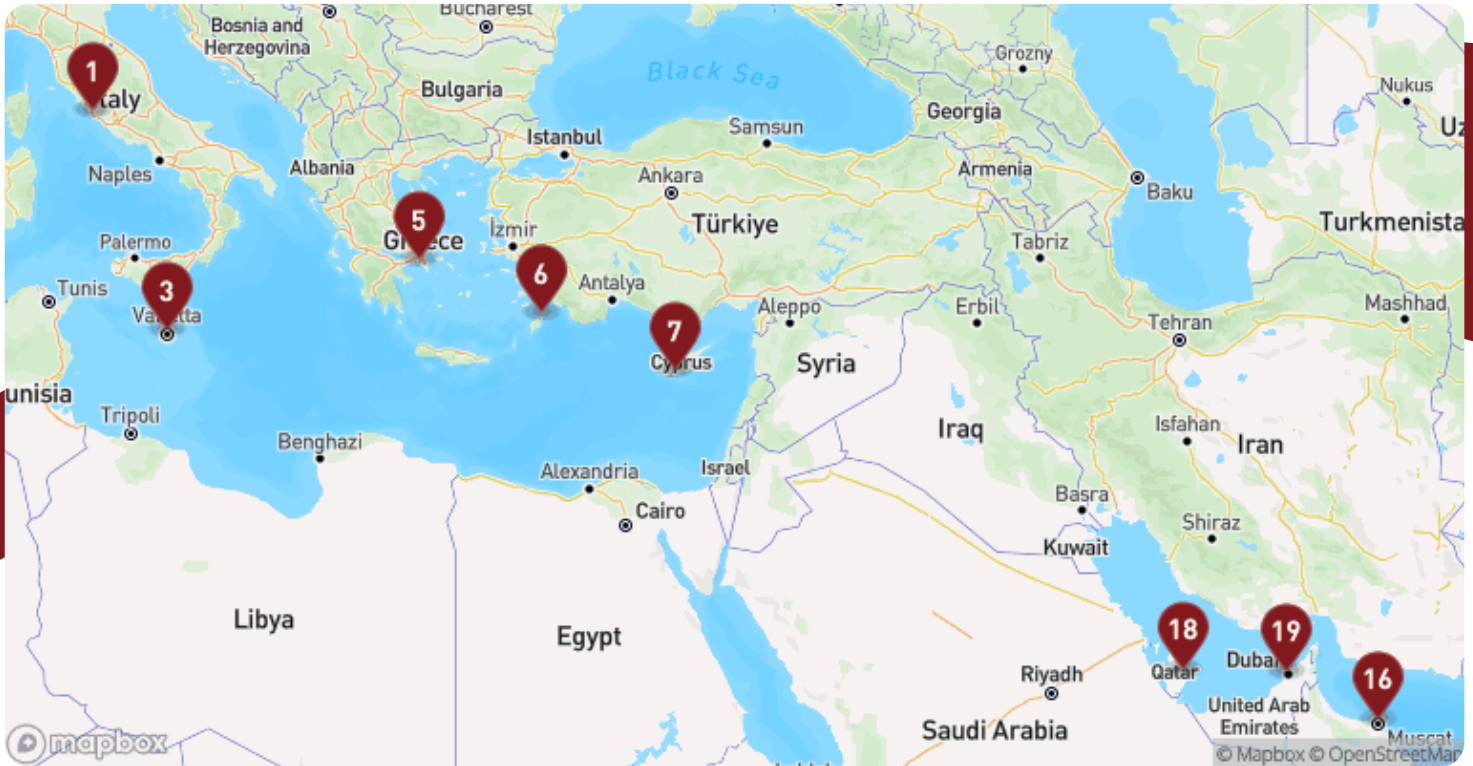 Bucharest
Bosnia and
Herzegovina
Grozny
1
Italy
Black Sea
Nukus
Bulgaria
Georgia
Uz
Istanbul
Samsun
Naples
Albania
Ankara
Armenia
Baku
5
Greece
İzmir
Türkiye
Turkmenista
Palermo
Tabriz
6
Antalya
Tunis
3
Valletta
Aleppo
Erbil
Mashhad
7
Cyprus
Tehran
Syria
unisia
Tripoli
Benghazi
Iraq
Isfahan
Iran
Alexandria
Israel
Cairo
Basra
Shiraz
Kuwait
Libya
Egypt
18
19
Qatar
Dubai
Riyadh
16
United Arab
Emirates
Saudi Arabia
Muscat
mapbox
© Mapbox © OpenStreetMap